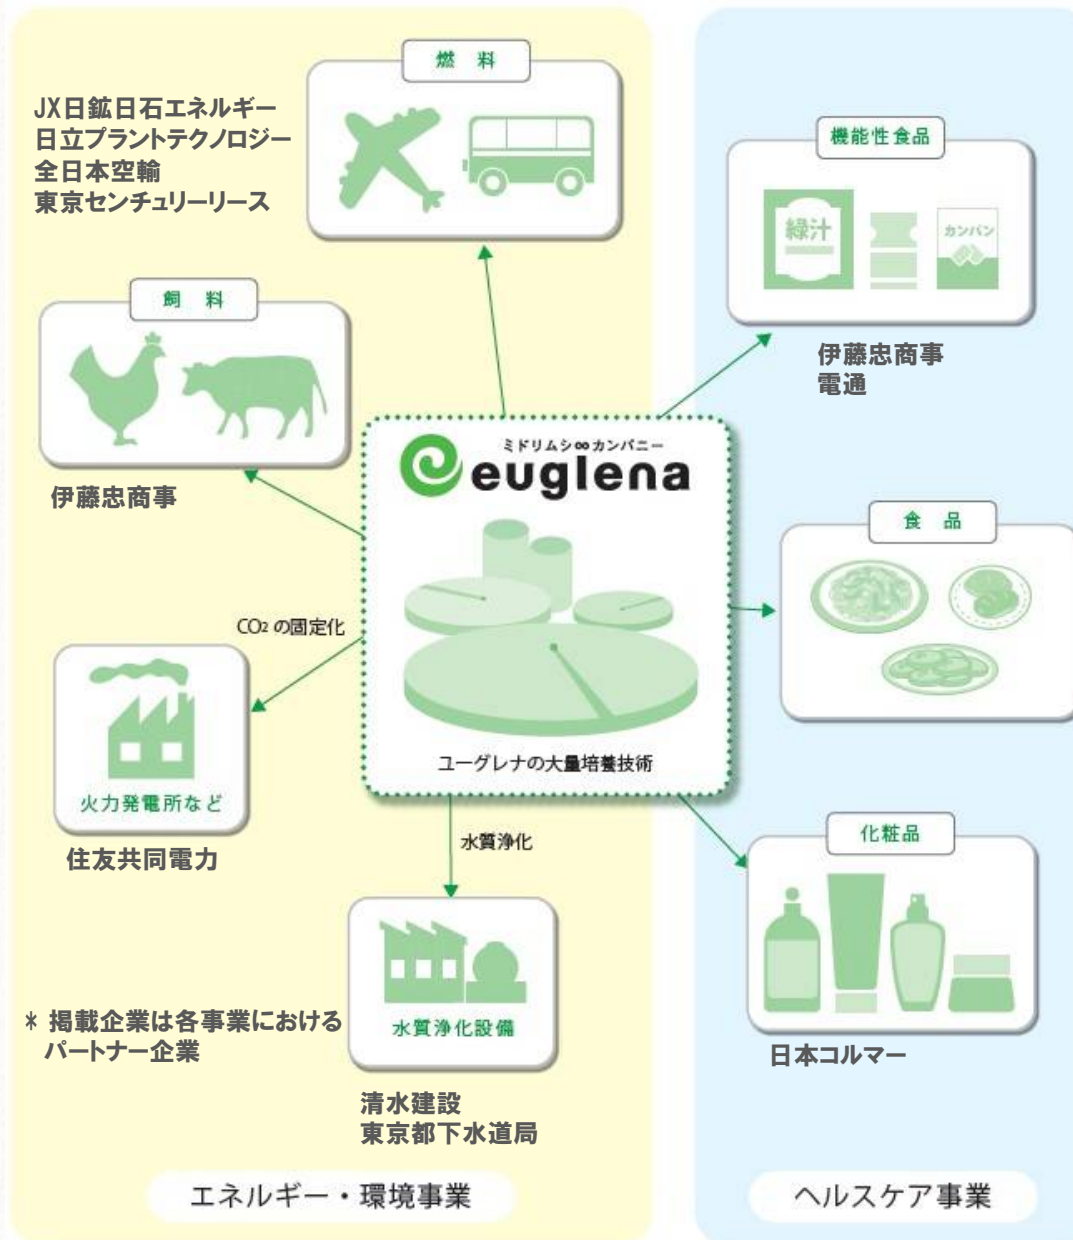 燃 料
JX日鉱日石エネルギー
日立プラントテクノロジー
全日本空輸
東京センチュリーリース
飼 料
伊藤忠商事
機能性食品
緑汁
カンパン
伊藤忠商事
電通
ミドリムシ∞カンパニー
euglena
ユーグレナの大量培養技術
食 品
CO₂の固定化
火力発電所など
住友共同電力
水質浄化
水質浄化設備
清水建設
東京都下水道局
化粧品
日本コルマー
* 掲載企業は各事業における
パートナー企業
エネルギー・環境事業
ヘルスケア事業